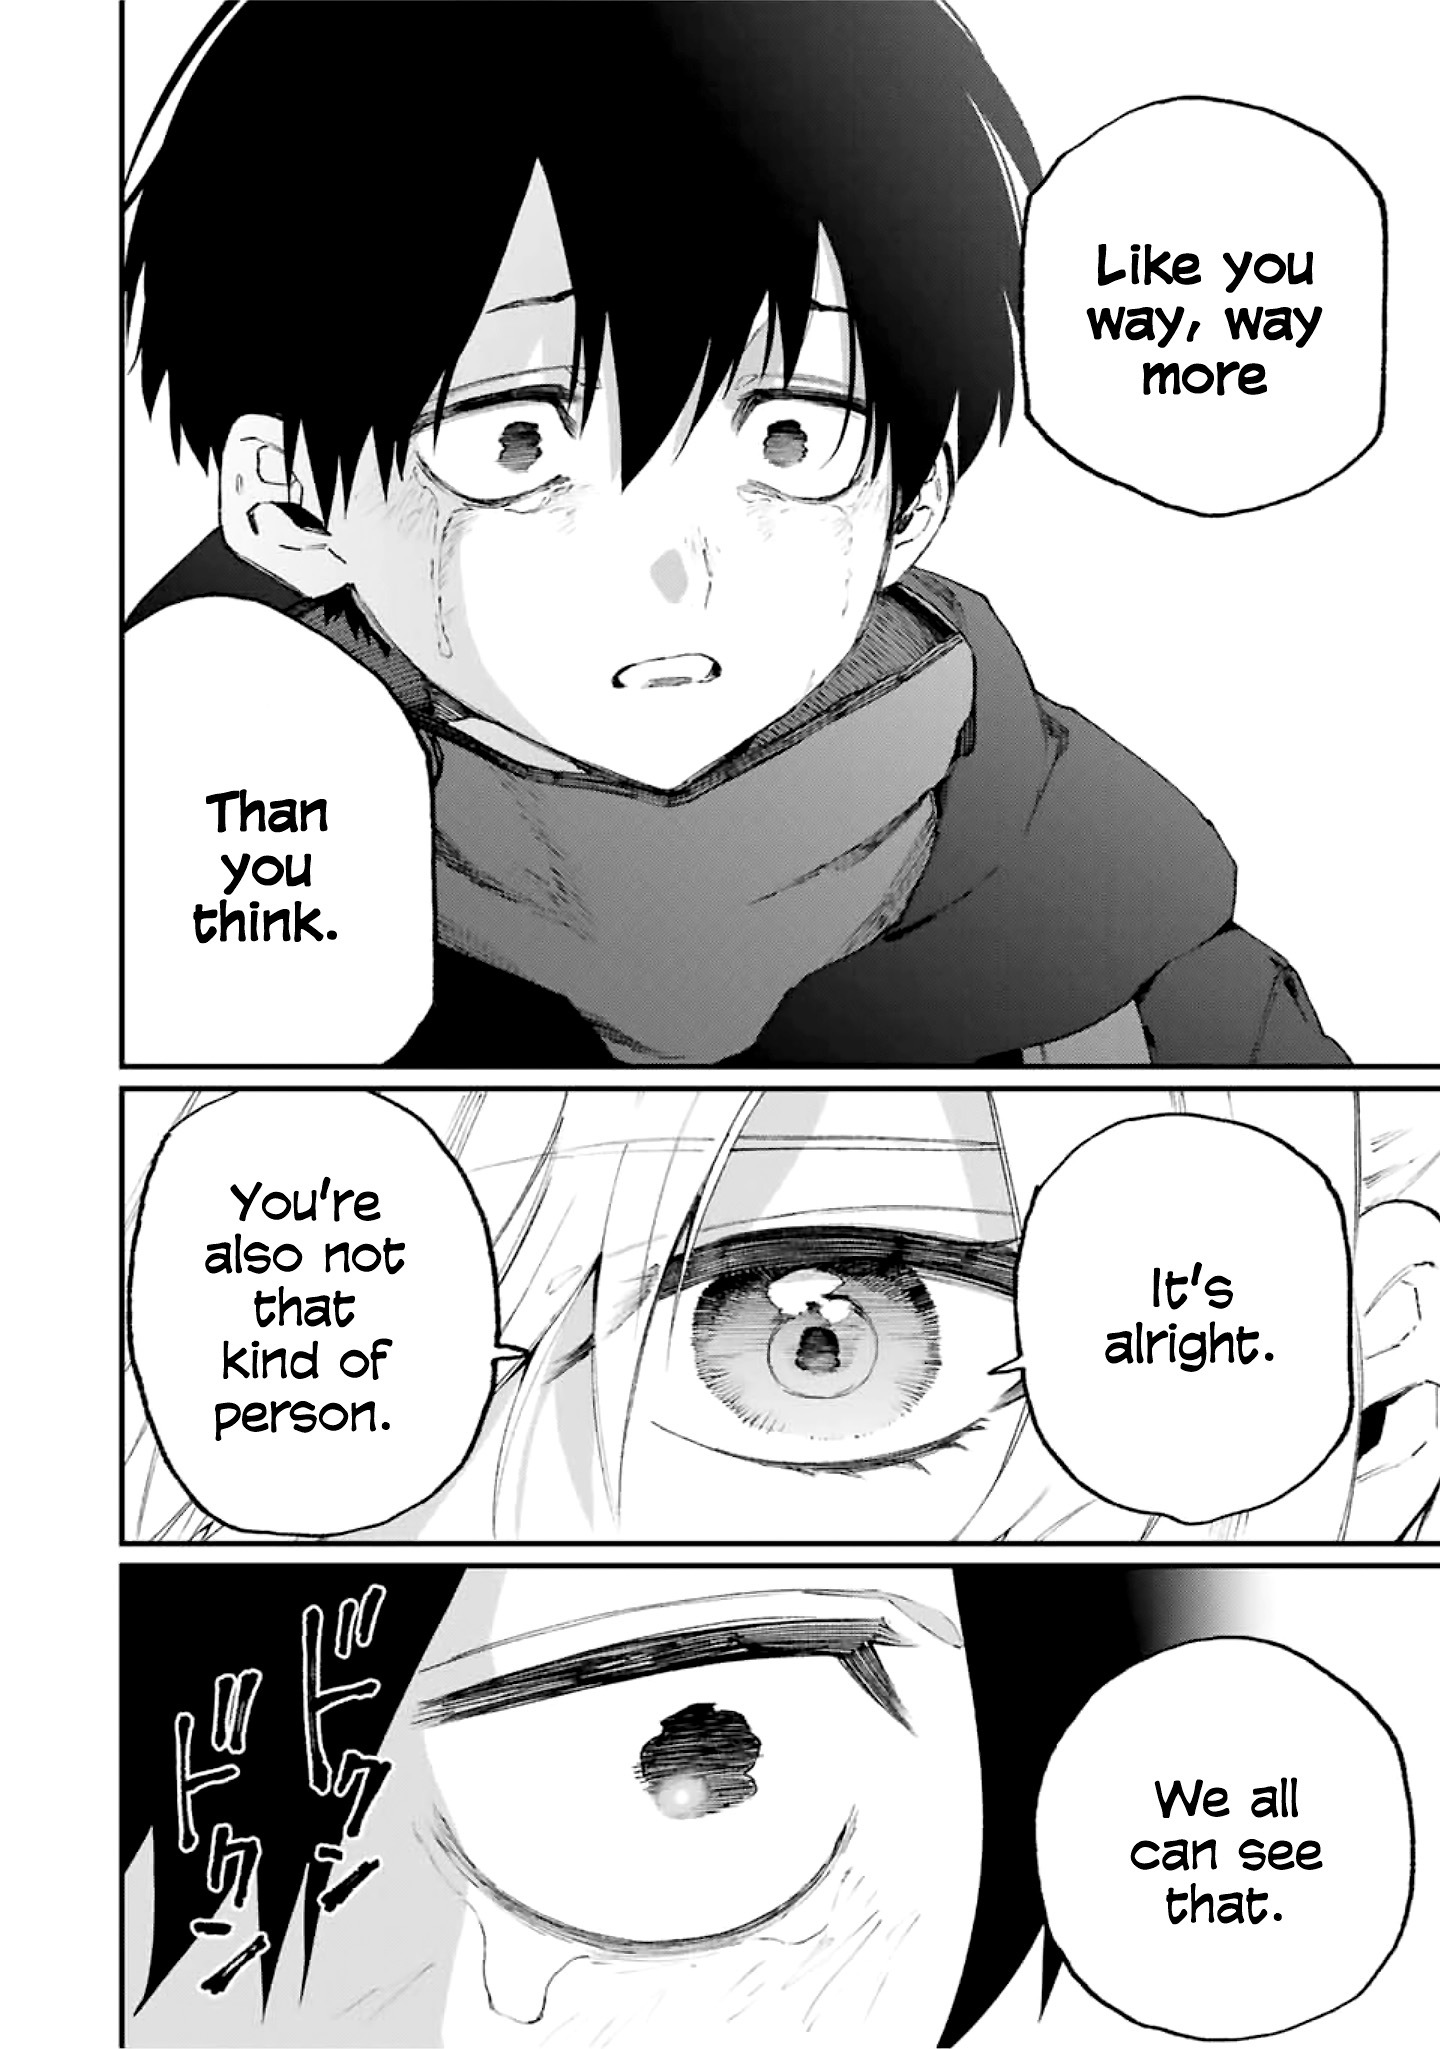 Like you
way, way
more
Than
you
think.
It's
alright.
You're
also not
that
kind of
person.
We all
can see
that.
ドクン
ドクン